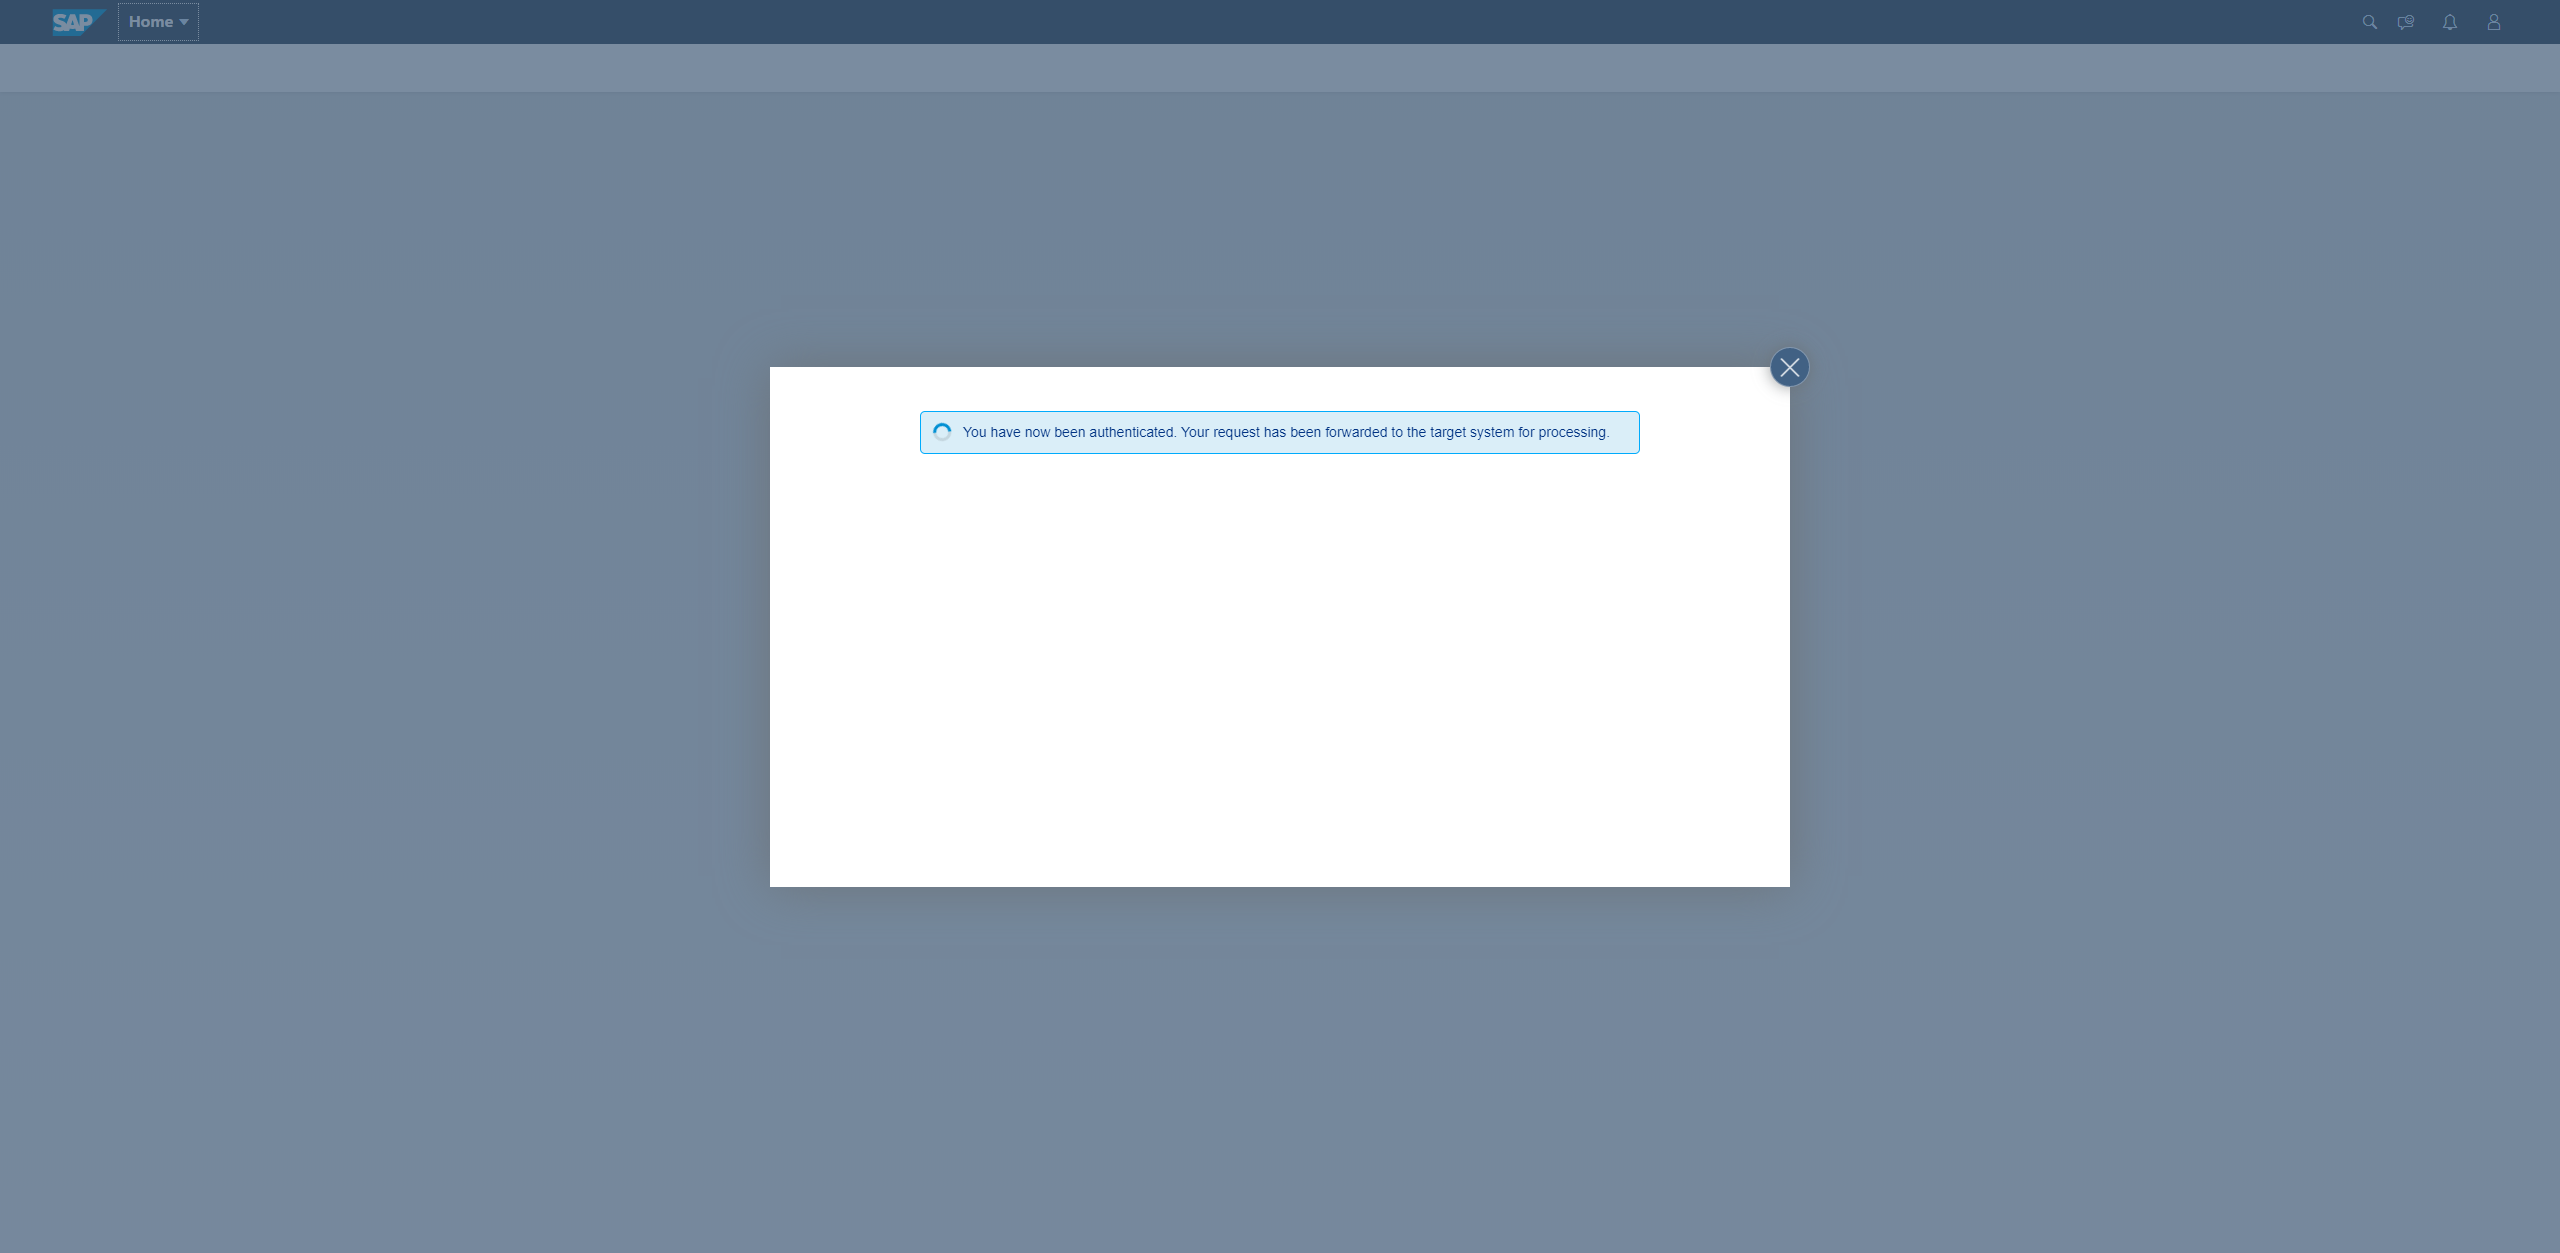 SAP
Home
You have now been authenticated. Your request has been forwarded to the target system for processing.